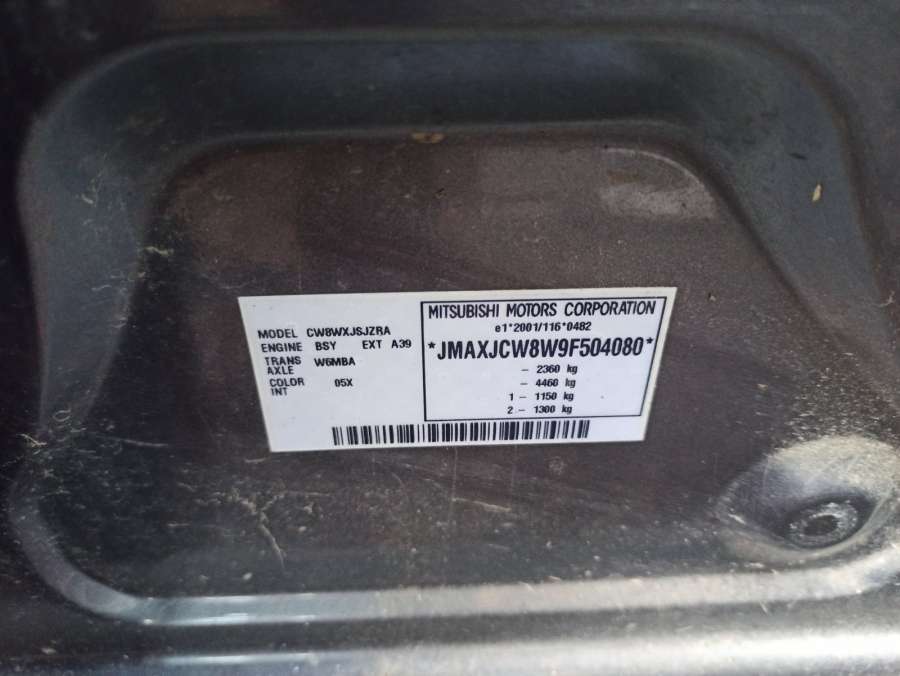 MODEL CW8WXJSJZRA
ENGINE BSY EXT A39
TRANS AXLE W6MBA
COLOR INT 05X
MITSUBISHI MOTORS CORPORATION
e1*2001/116*0482
*JMAXJCW8W9F504080*
- 2360 kg
- 4460 kg
1 - 1150 kg
2 - 1300 kg